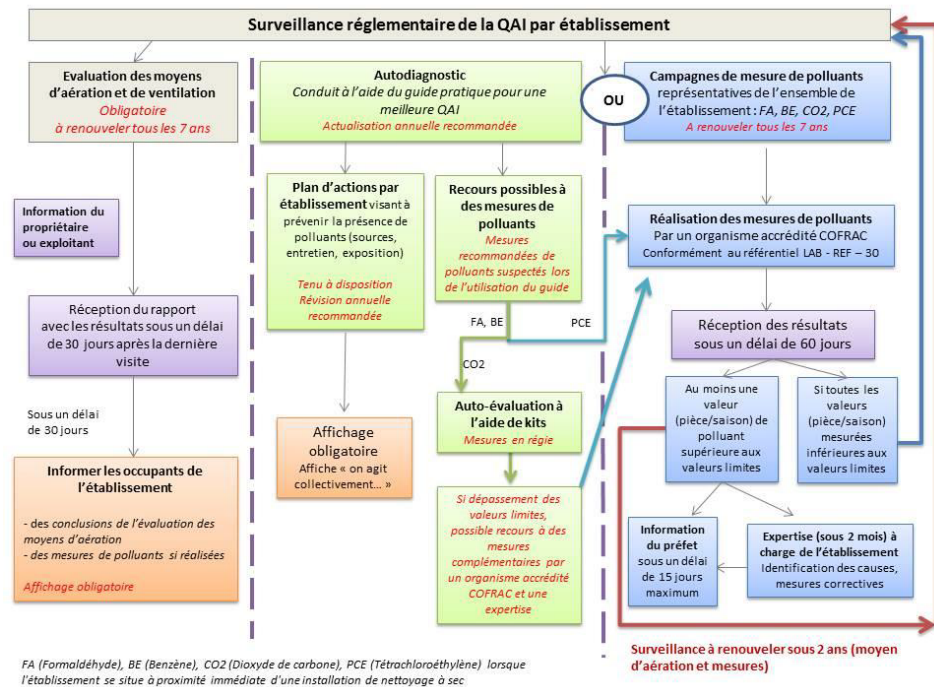 Surveillance réglementaire de la QAI par établissement
Evaluation des moyens
d'aération et de ventilation
Obligatoire
à renouveler tous les 7 ans
Information du
propriétaire
ou exploitant
Réception du rapport
avec les résultats sous un délai
de 30 jours après la dernière
visite
Sous un délai
de 30 jours
Informer les occupants de
l'établissement
- des conclusions de l'évaluation des
moyens d'aération
- des mesures de polluants si réalisées
Affichage obligatoire
Autodiagnostic
Conduit à l'aide du guide pratique pour une
meilleure QAI
Actualisation annuelle recommandée
Plan d'actions par
établissement visant à
prévenir la présence de
polluants (sources,
entretien, exposition)
Tenu à disposition
Révision annuelle
recommandée
Affichage
obligatoire
Affiche « on agit
collectivement... »
Recours possibles à
des mesures de
polluants
Mesures
recommandées de
polluants suspectés lors
de l'utilisation du guide
FA, BE
PCE
CO2
Auto-évaluation à
l'aide de kits
Mesures en régie
Si dépassement des
valeurs limites,
possible recours à des
mesures
complémentaires par
un organisme accrédité
COFRAC et une
expertise
OU
Campagnes de mesure de polluants
représentatives de l'ensemble de
l'établissement : FA, BE, CO2, PCE
A renouveler tous les 7 ans
Réalisation des mesures de polluants
Par un organisme accrédité COFRAC
Conformément au référentiel LAB - REF – 30
Réception des résultats
sous un délai de 60 jours
Au moins une
valeur
(pièce/saison) de
polluant
supérieure aux
valeurs limites
Si toutes les
valeurs
(pièce/saison)
mesurées
inférieures aux
valeurs limites
Information
du préfet
sous un délai
de 15 jours
maximum
Expertise (sous 2 mois) à
charge de l'établissement
Identification des causes,
mesures correctives
Surveillance à renouveler sous 2 ans (moyen
d'aération et mesures)
FA (Formaldéhyde), BE (Benzène), CO2 (Dioxyde de carbone), PCE (Tétrachloroéthylène) lorsque
l'établissement se situe à proximité immédiate d'une installation de nettoyage à sec